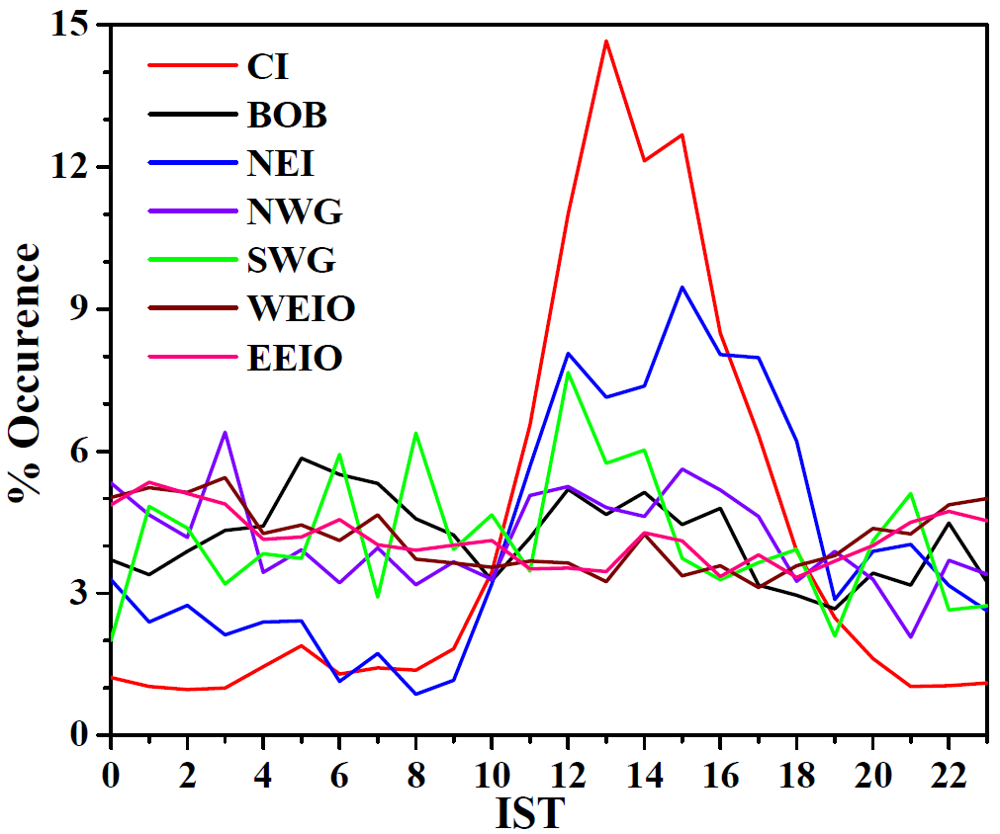 15
12
9
6
3
0
% Occurence
CI
BOB
NEI
NWG
SWG
WEIO
EEIO
0 2 4 6 8 10 12 14 16 18 20 22
IST